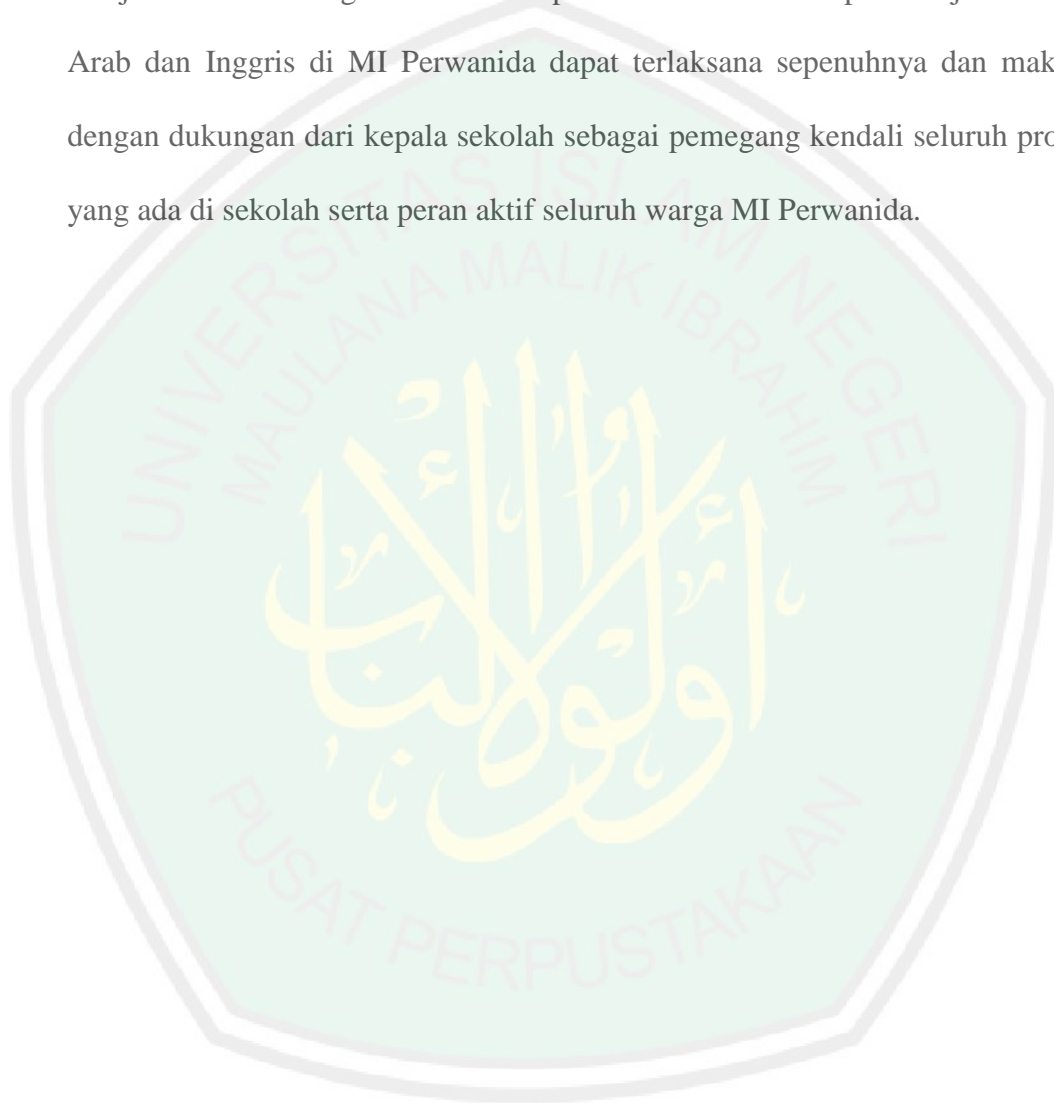 Arab dan Inggris di MI Perwanida dapat terlaksana sepenuhnya dan mak
dengan dukungan dari kepala sekolah sebagai pemegang kendali seluruh pro
yang ada di sekolah serta peran aktif seluruh warga MI Perwanida.
UNIVERSITAS ISLAM NEGERI
MAULANA MALIK IBRAHIM
أولوا الألباب
PUSAT PERPUSTAKAAN